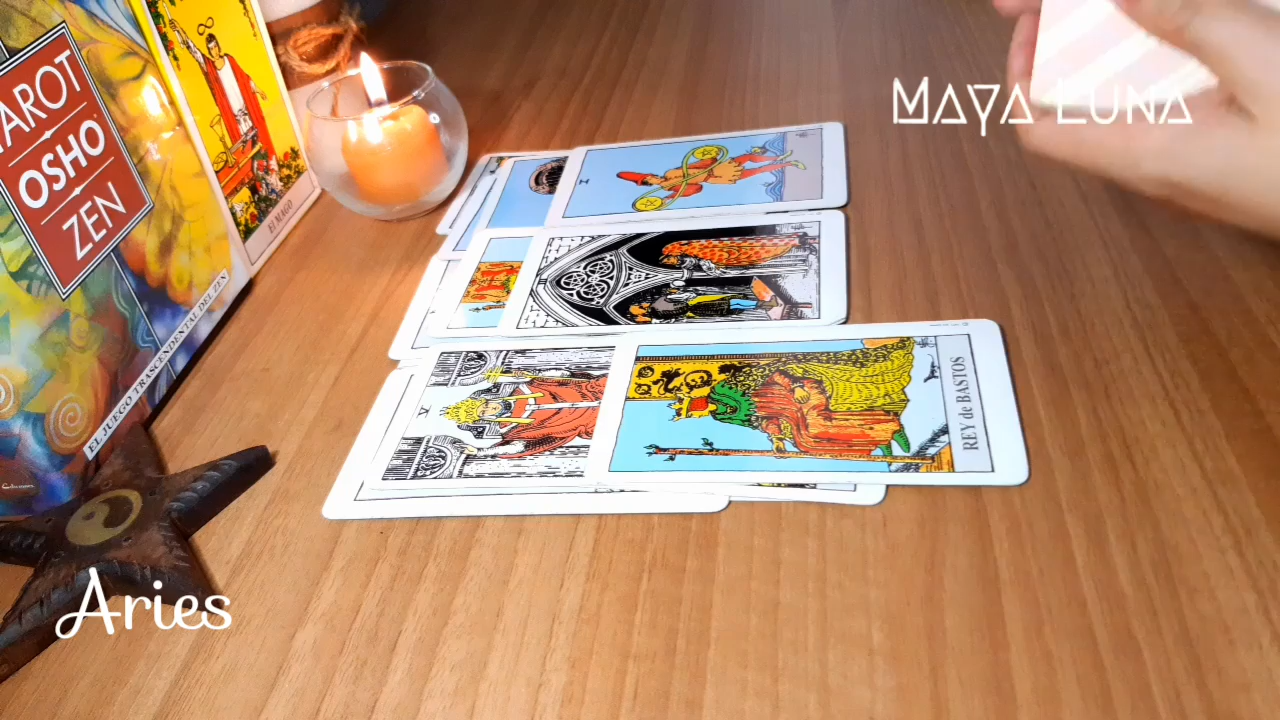 TAROT
OSHO
ZEN
EL JUEGO TRASCENDENTAL DEL ZEN
EL MAGO
MAYA LUNA
V
REY de BASTOS
Aries